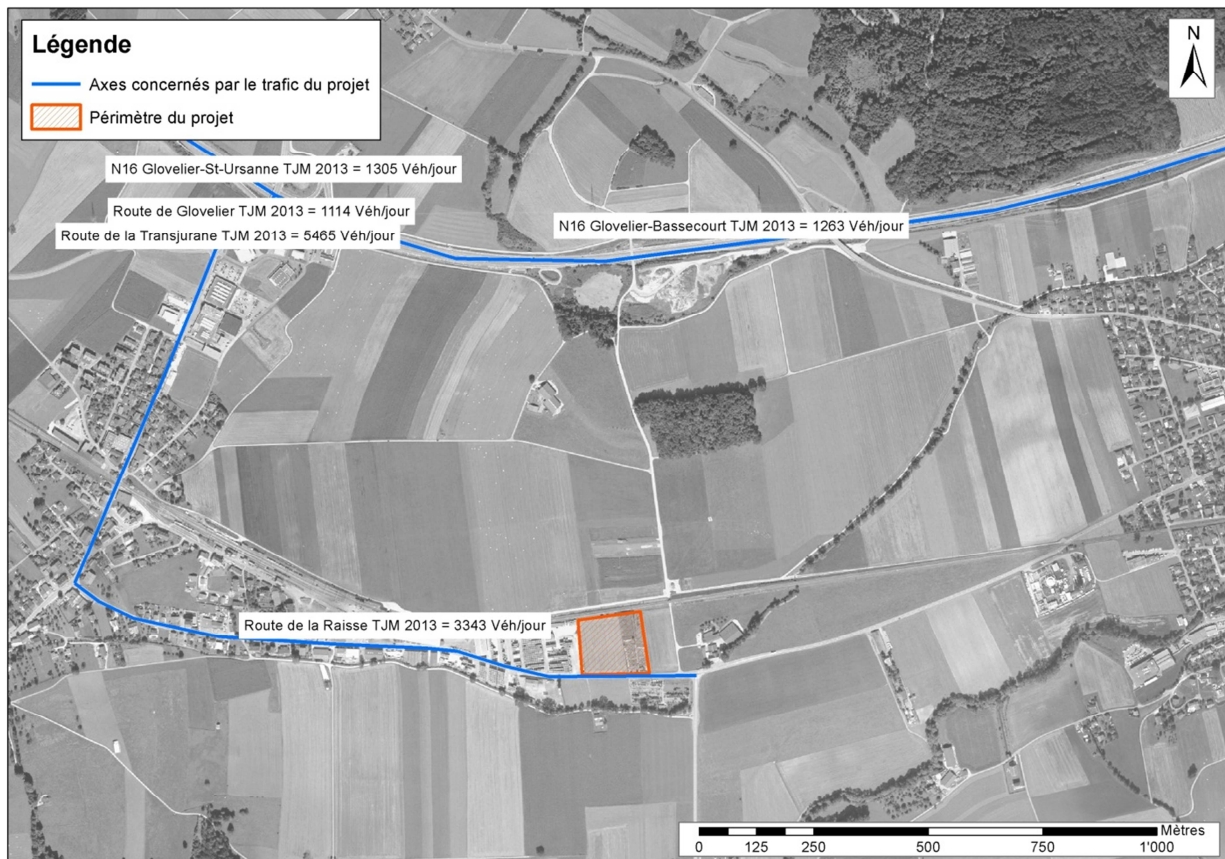 Légende
Axes concernés par le trafic du projet
Périmètre du projet
N
N16 Glovelier-St-Ursanne TJM 2013 = 1305 Véh/jour
Route de Glovelier TJM 2013 = 1114 Véh/jour
Route de la Transjurane TJM 2013 = 5465 Véh/jour
N16 Glovelier-Bassecourt TJM 2013 = 1263 Véh/jour
Route de la Raisse TJM 2013 = 3343 Véh/jour
Mètres
0 125 250 500 750 1'000